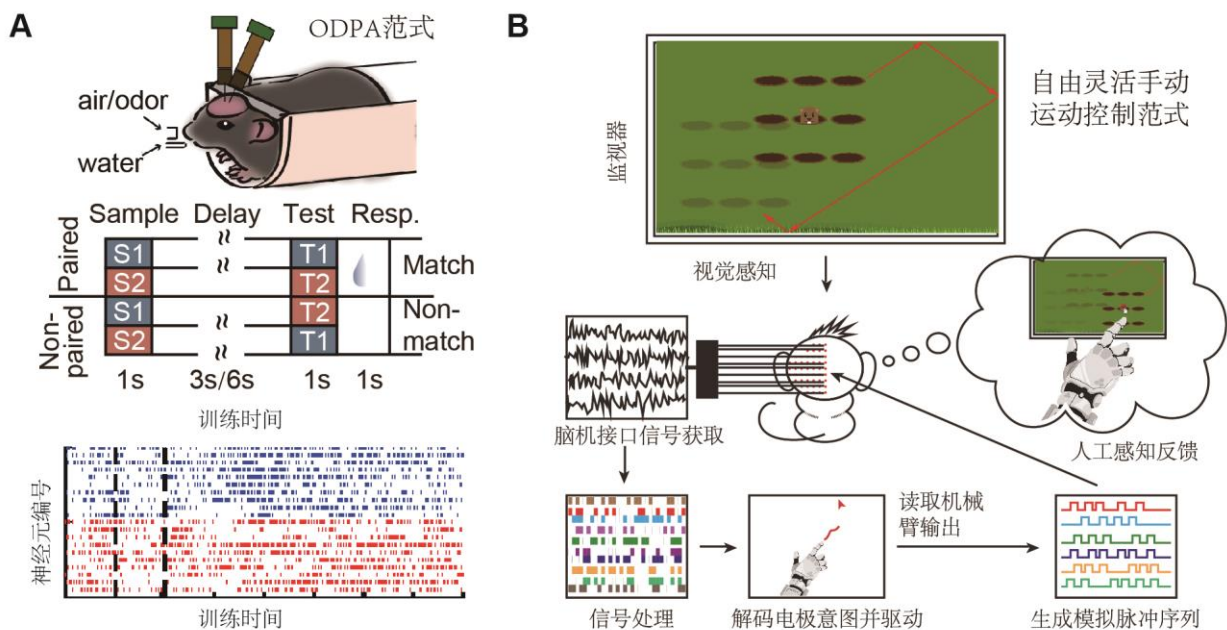 A
ODPA范式
air/odor
water
Sample Delay Test Resp.
Paired
S1 T1
S2 T2
Match
Non-paired
S1 T2
S2 T1
Non-match
1s 3s/6s 1s 1s
训练时间
神经元编号
训练时间
B
监视器
自由灵活手动
运动控制范式
视觉感知
脑机接口信号获取
人工感知反馈
读取机械
臂输出
信号处理
解码电极意图并驱动
生成模拟脉冲序列